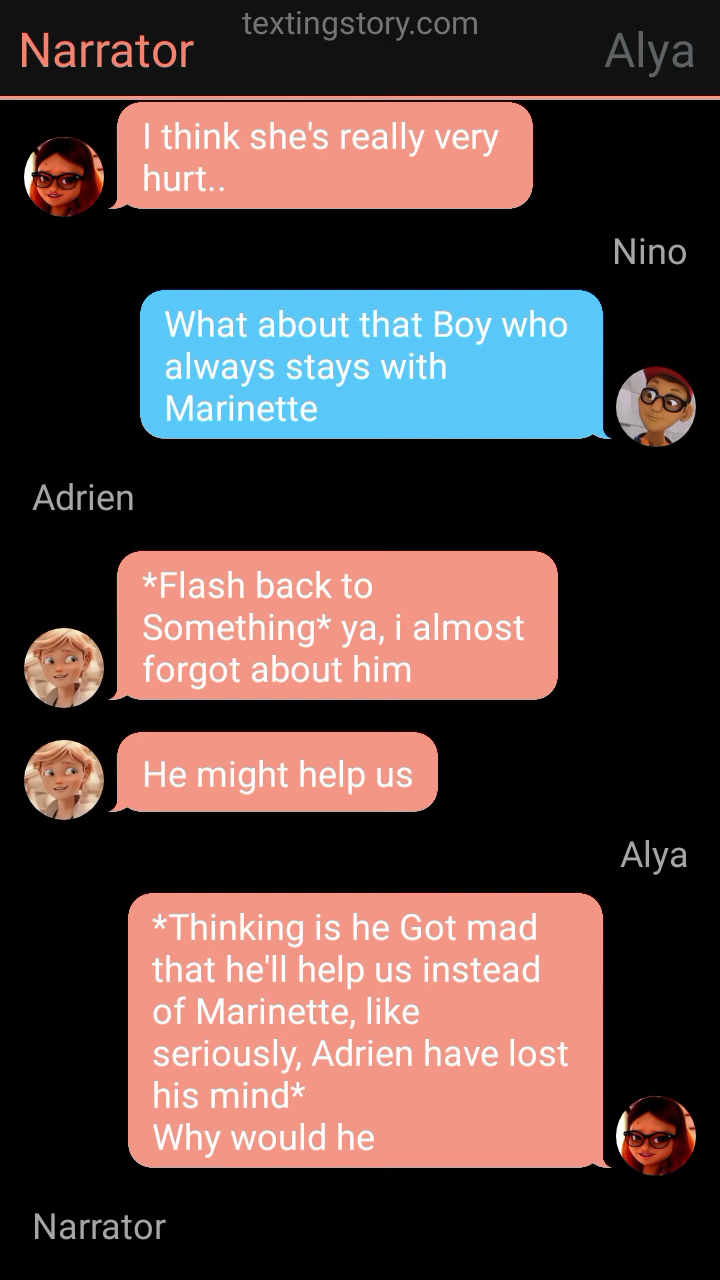 textingstory.com
Narrator
Alya
I think she's really very
hurt..
Nino
What about that Boy who
always stays with
Marinette
Adrien
*Flash back to
Something* ya, i almost
forgot about him
He might help us
Alya
*Thinking is he Got mad
that he'll help us instead
of Marinette, like
seriously, Adrien have lost
his mind*
Why would he
Narrator